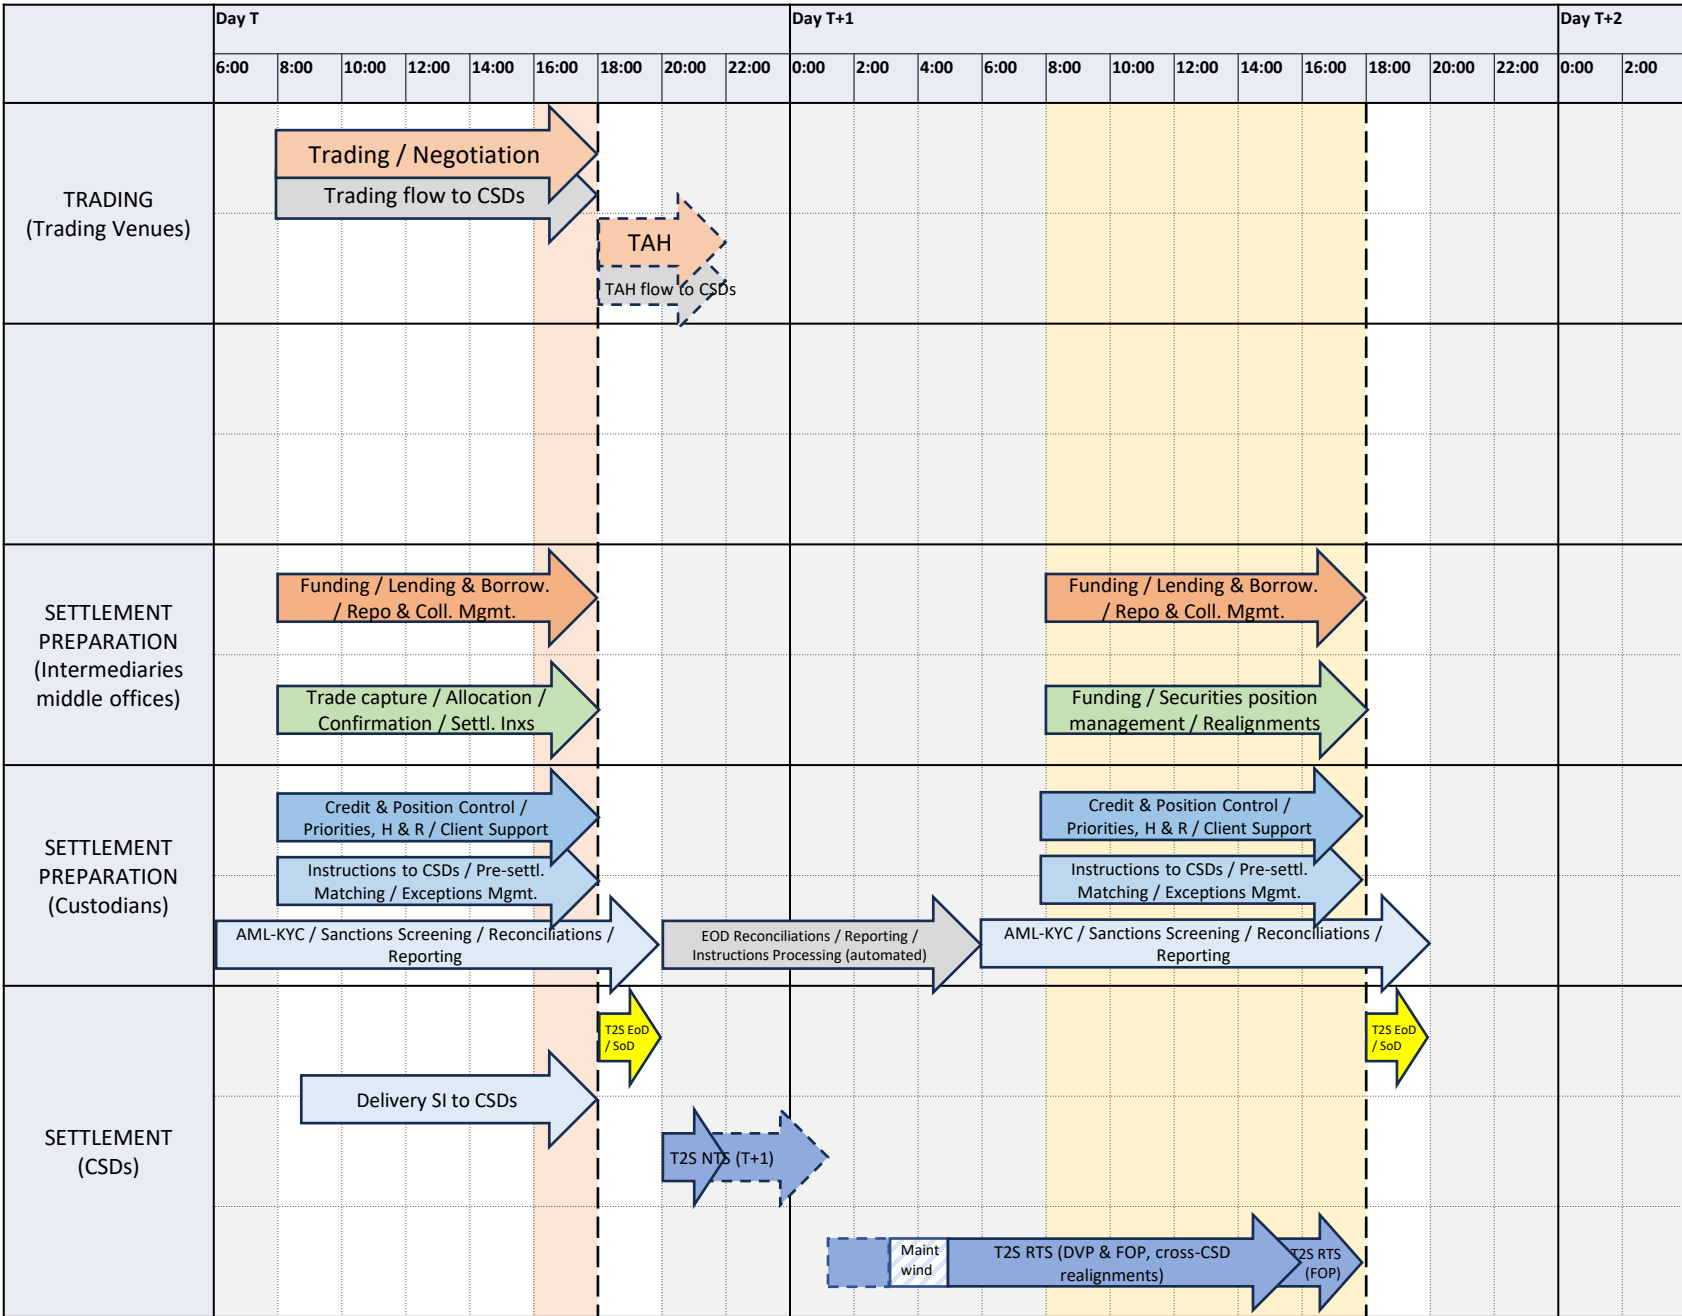 Day T
Day T+1
Day T+2
6:00 8:00 10:00 12:00 14:00 16:00 18:00 20:00 22:00 0:00 2:00 4:00 6:00 8:00 10:00 12:00 14:00 16:00 18:00 20:00 22:00 0:00 2:00
TRADING
(Trading Venues)
Trading / Negotiation
Trading flow to CSDs
TAH
TAH flow to CSDs
SETTLEMENT
PREPARATION
(Intermediaries
middle offices)
Funding / Lending & Borrow.
/ Repo & Coll. Mgmt.
Funding / Lending & Borrow.
/ Repo & Coll. Mgmt.
Trade capture / Allocation /
Confirmation / Settl. Inxs
Funding / Securities position
management / Realignments
SETTLEMENT
PREPARATION
(Custodians)
Credit & Position Control /
Priorities, H & R / Client Support
Credit & Position Control /
Priorities, H & R / Client Support
Instructions to CSDs / Pre-settl.
Matching / Exceptions Mgmt.
Instructions to CSDs / Pre-settl.
Matching / Exceptions Mgmt.
AML-KYC / Sanctions Screening / Reconciliations /
Reporting
EOD Reconciliations / Reporting /
Instructions Processing (automated)
AML-KYC / Sanctions Screening / Reconciliations /
Reporting
SETTLEMENT
(CSDs)
T2S EoD
/ SoD
T2S EoD
/ SoD
Delivery SI to CSDs
T2S NTS (T+1)
Maint
wind
T2S RTS (DVP & FOP, cross-CSD
realignments)
T2S RTS
(FOP)